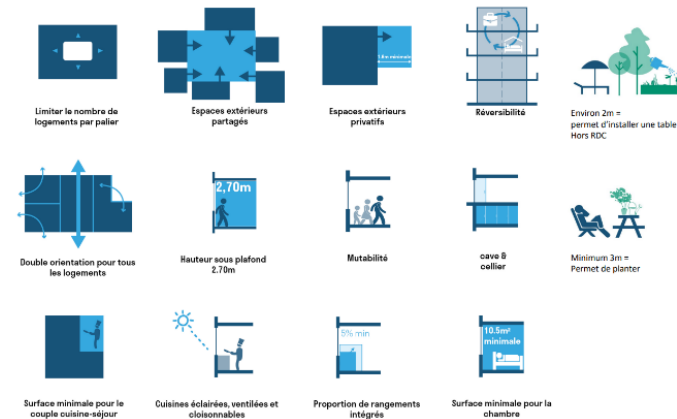 1.8m minimale
Limiter le nombre de
logements par palier
Espaces extérieurs
partagés
Espaces extérieurs
privatifs
Réversibilité
Environ 2m =
permet d'installer une table
Hors RDC
2,70m
Double orientation pour tous
les logements
Hauteur sous plafond
2.70m
Mutabilité
cave &
cellier
Minimum 3m =
Permet de planter
5% min
10.5m²
minimale
Surface minimale pour le
couple cuisine-séjour
Cuisines éclairées, ventilées et
cloisonnables
Proportion de rangements
intégrés
Surface minimale pour la
chambre